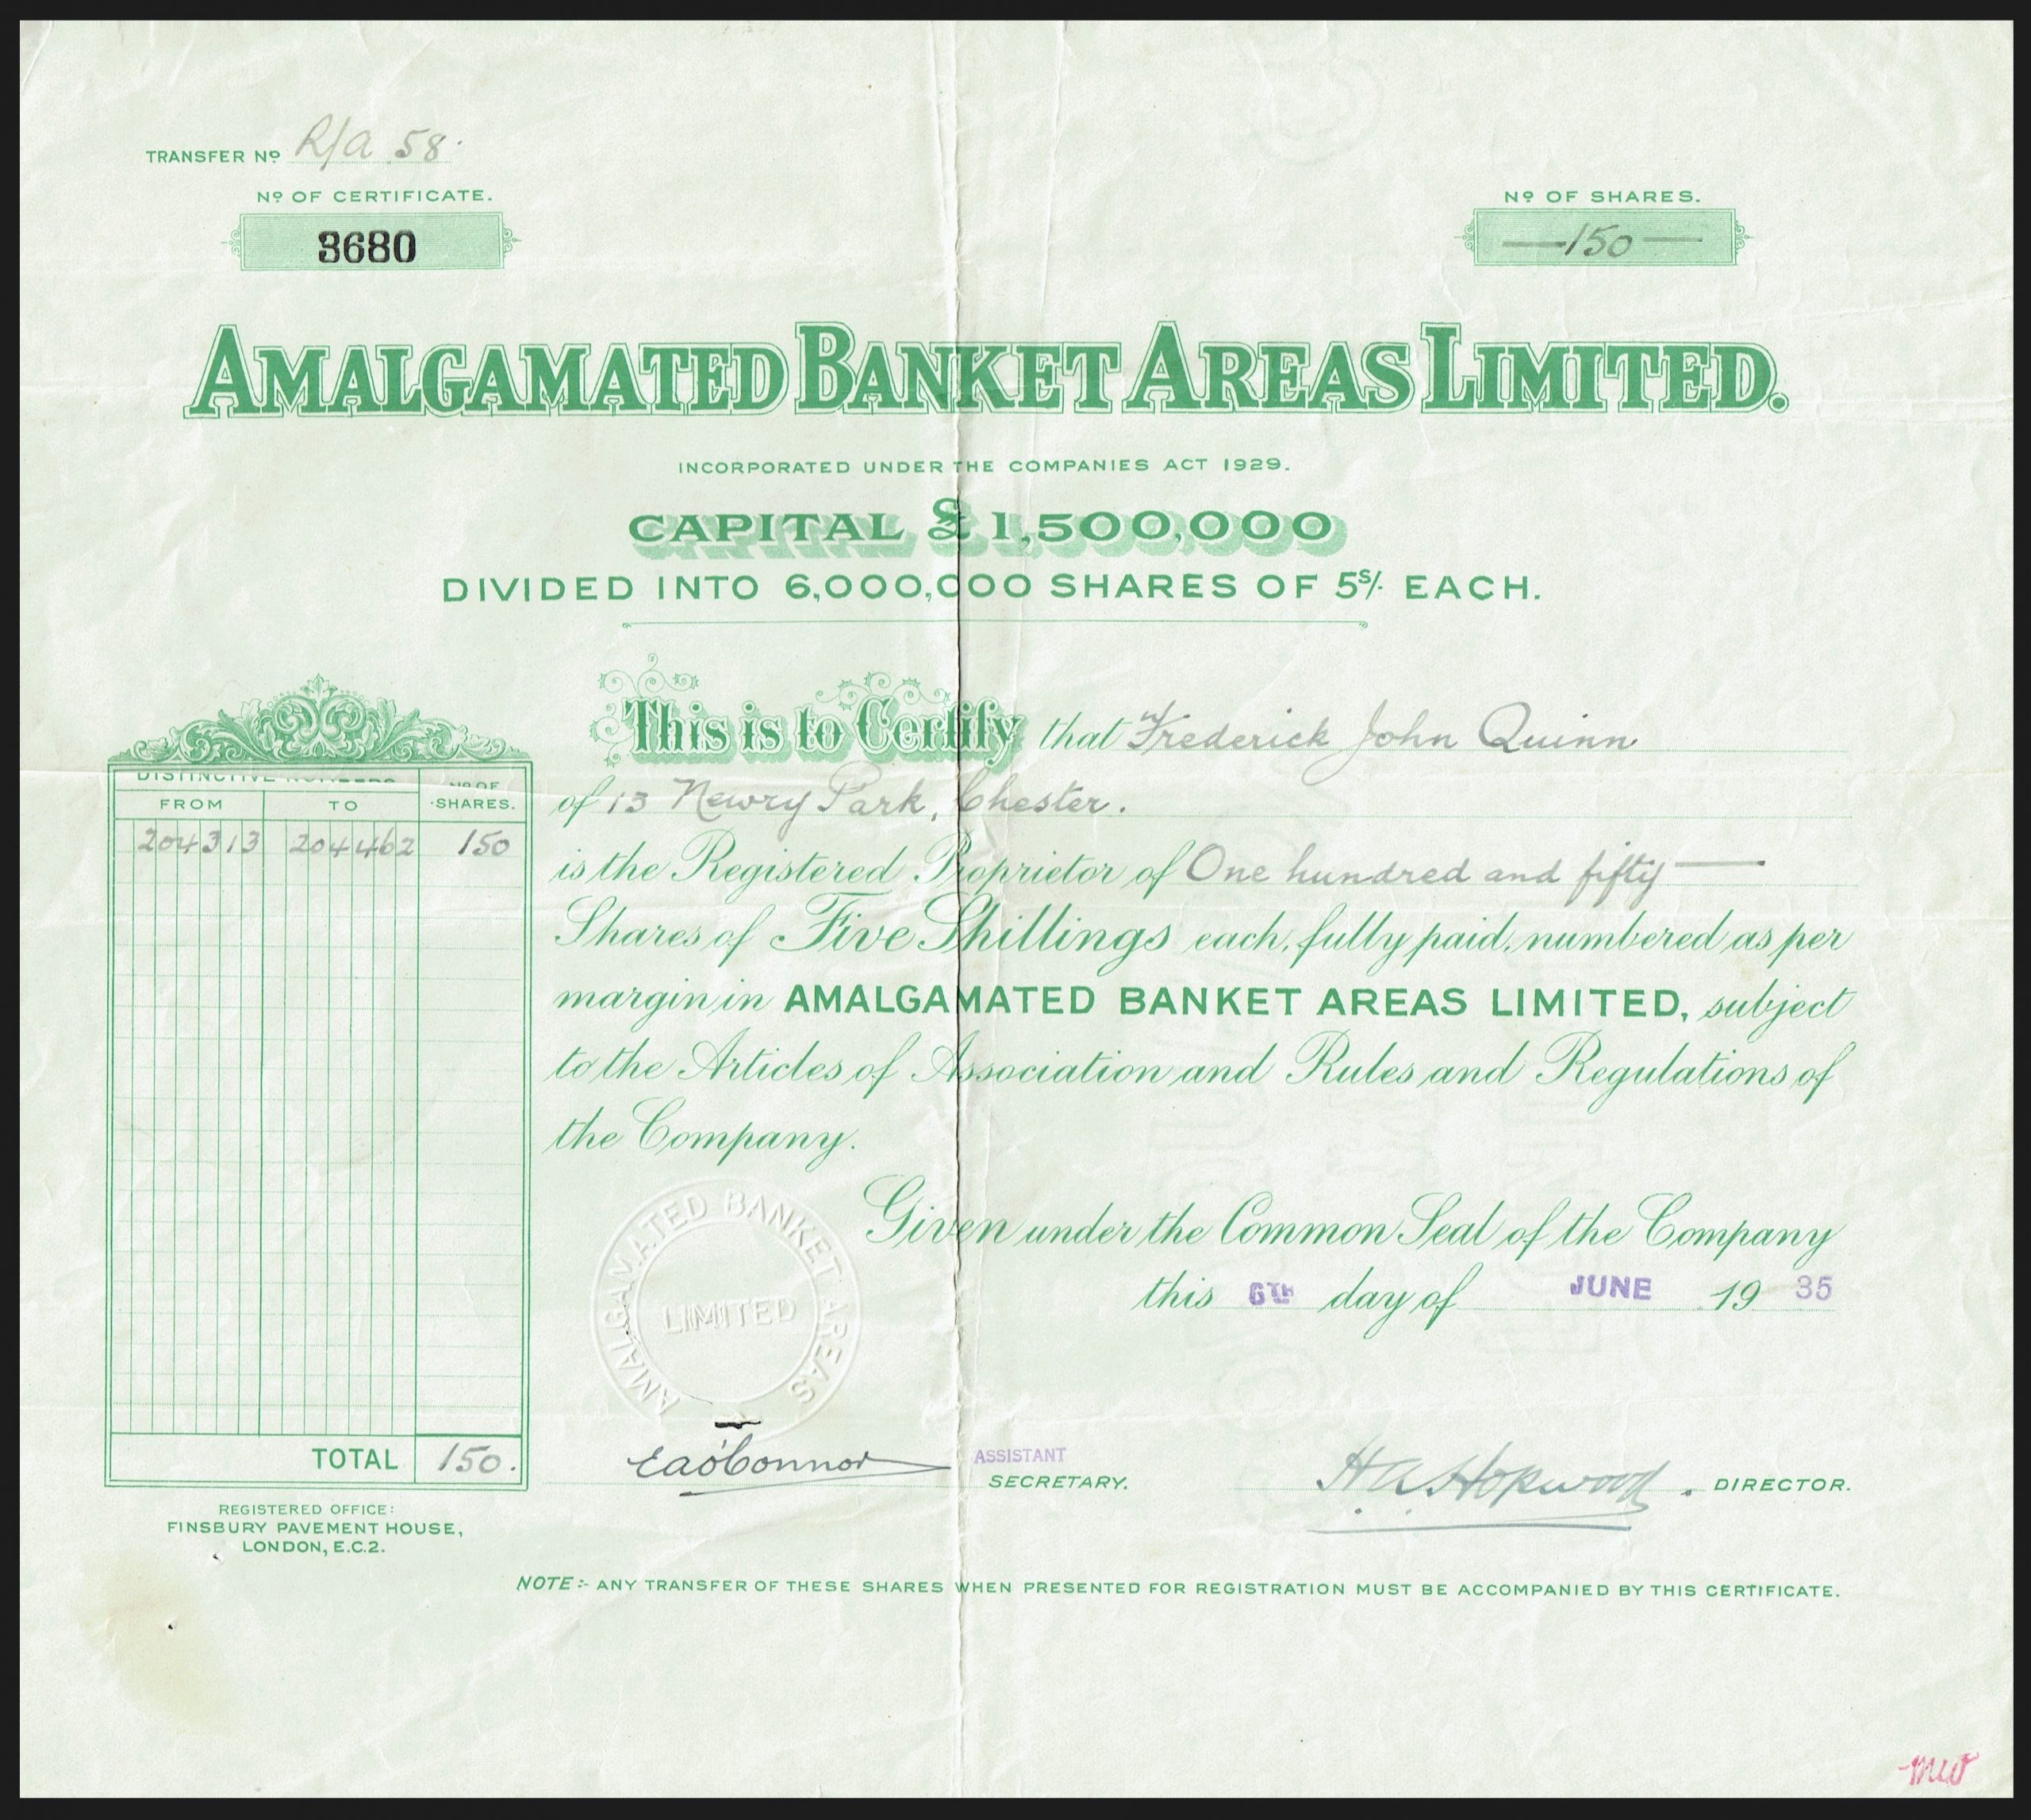 TRANSFER Nº R/A 58.
Nº OF CERTIFICATE.
3680
Nº OF SHARES.
—150—
AMALGAMATED BANKET AREAS LIMITED.
INCORPORATED UNDER THE COMPANIES ACT 1929.
CAPITAL £1,500,000
DIVIDED INTO 6,000,000 SHARES OF 5S/- EACH.
This is to Certify that Frederick John Quinn
of 13 Newry Park, Chester.
is the Registered Proprietor of One hundred and fifty —
Shares of Five Shillings each, fully paid, numbered as per
margin in AMALGAMATED BANKET AREAS LIMITED, subject
to the Articles of Association and Rules and Regulations of
the Company.
DISTINCTIVE NUMBERS
Nº OF
FROM TO SHARES.
204313 204462 150
TOTAL 150.
Given under the Common Seal of the Company
this 6TH day of JUNE 1935
AMALGAMATED BANKET AREAS
LIMITED
EAO'Connor ASSISTANT
SECRETARY.
H.A. Hopwood. DIRECTOR.
REGISTERED OFFICE:
FINSBURY PAVEMENT HOUSE,
LONDON, E.C.2.
NOTE:- ANY TRANSFER OF THESE SHARES WHEN PRESENTED FOR REGISTRATION MUST BE ACCOMPANIED BY THIS CERTIFICATE.